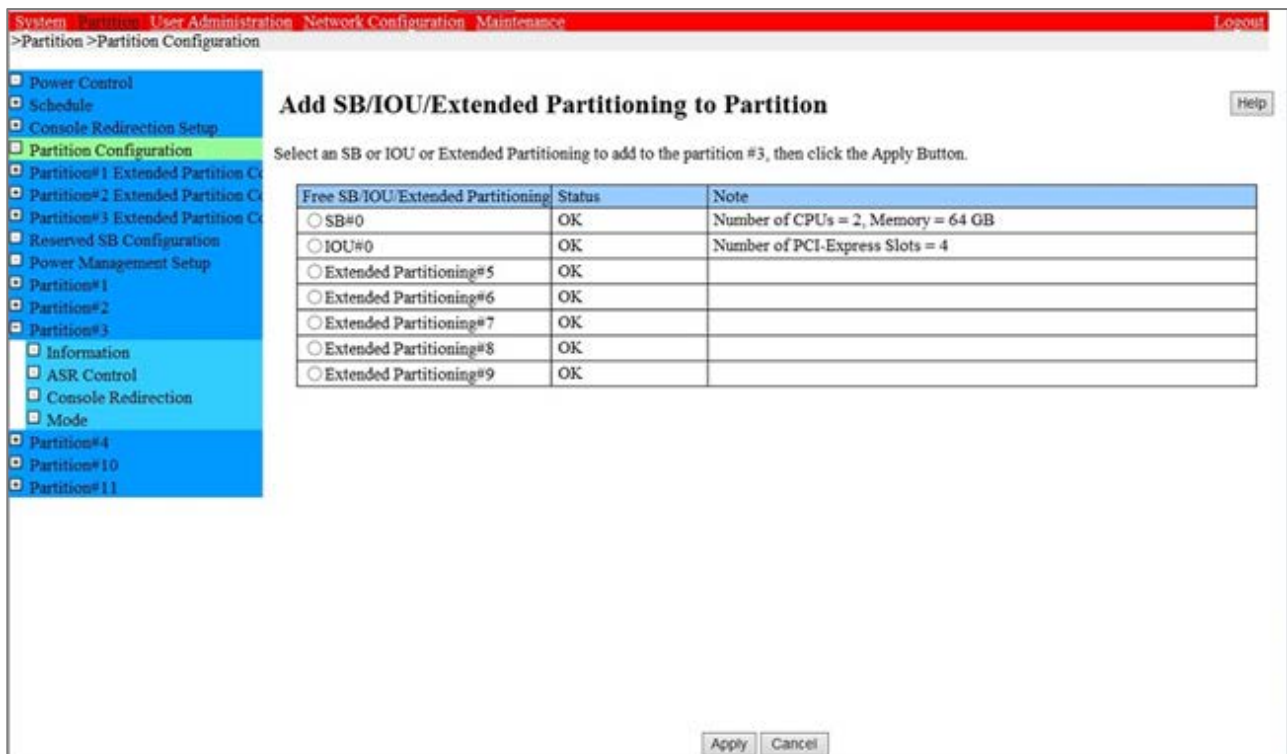 System Partition User Administration Network Configuration Maintenance Logout
>Partition >Partition Configuration
Power Control
Schedule
Console Redirection Setup
Partition Configuration
Partition#1 Extended Partition Co
Partition#2 Extended Partition Co
Partition#3 Extended Partition Co
Reserved SB Configuration
Power Management Setup
Partition#1
Partition#2
Partition#3
Information
ASR Control
Console Redirection
Mode
Partition#4
Partition#10
Partition#11
Add SB/IOU/Extended Partitioning to Partition
Help
Select an SB or IOU or Extended Partitioning to add to the partition #3, then click the Apply Button.
Free SB/IOU/Extended Partitioning Status Note
SB#0 OK Number of CPUs = 2, Memory = 64 GB
IOU#0 OK Number of PCI-Express Slots = 4
Extended Partitioning#5 OK
Extended Partitioning#6 OK
Extended Partitioning#7 OK
Extended Partitioning#8 OK
Extended Partitioning#9 OK
Apply Cancel